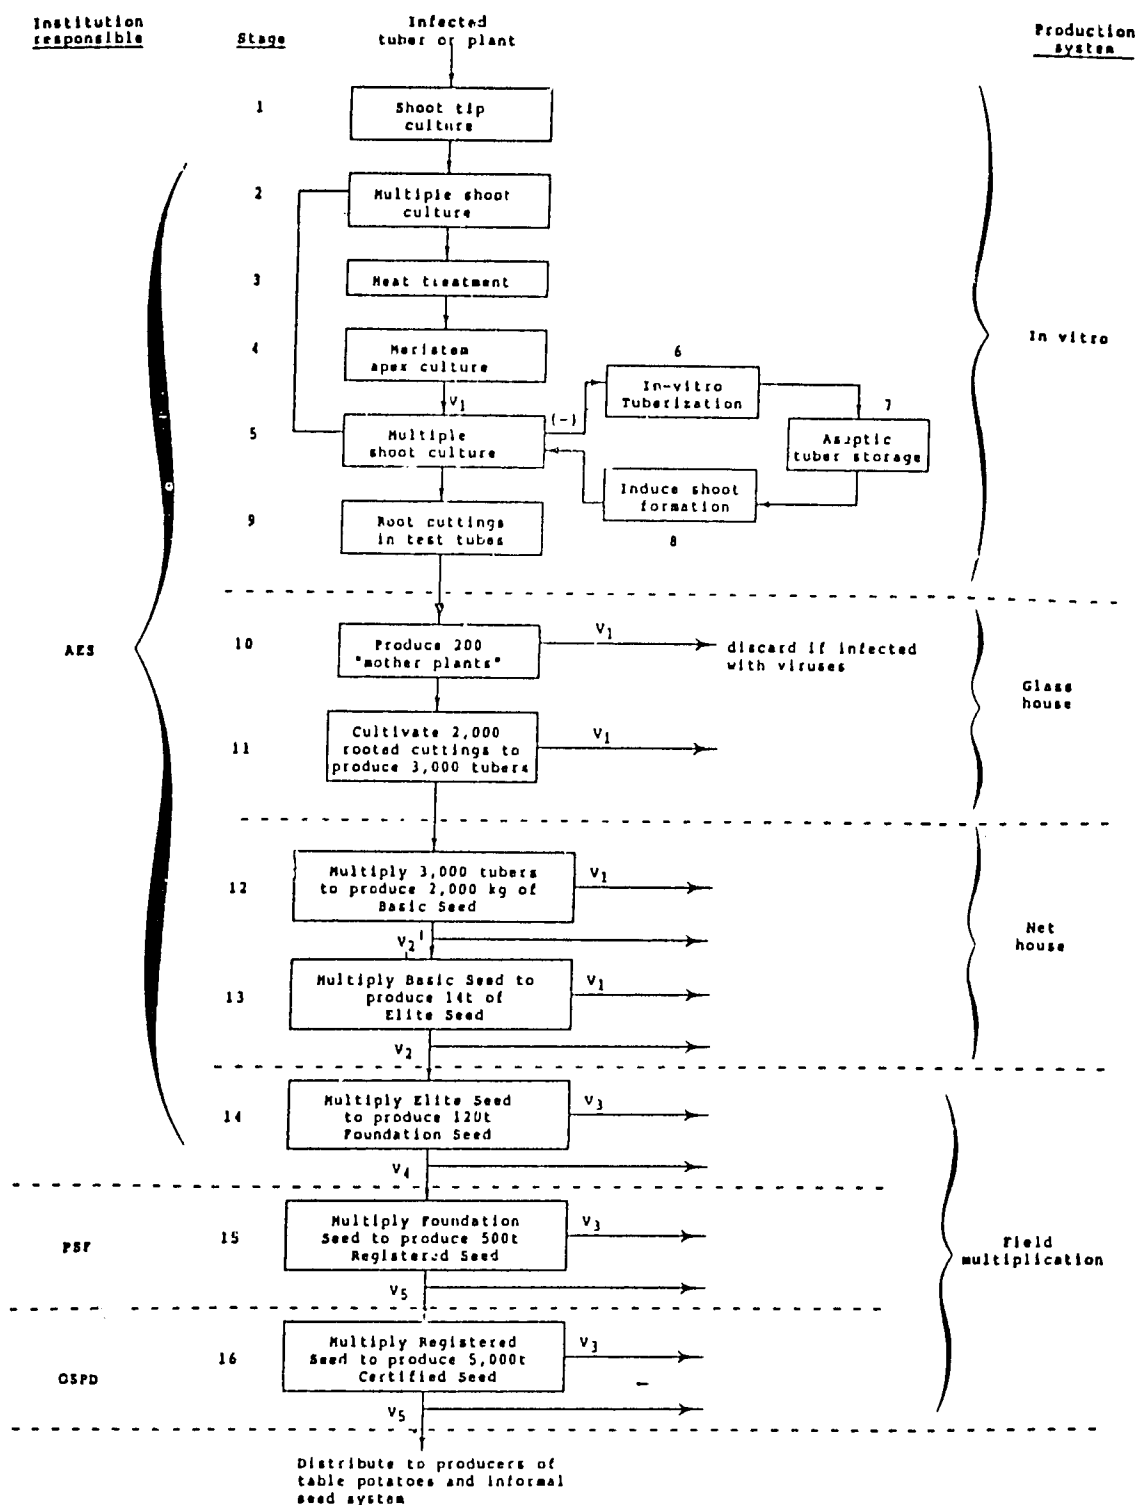 Institution
responsible
Stage
Infected
tuber or plant
Production
system
1
Shoot tip
culture
2
Multiple shoot
culture
3
Heat treatment
4
Meristem
apex culture
V1
5
Multiple
shoot culture
(-)
6
In-vitro
Tuberization
7
Aseptic
tuber storage
Induce shoot
formation
8
In vitro
9
Root cuttings
in test tubes
AES
10
Produce 200
"mother plants"
V1
discard if infected
with viruses
Glass
house
11
Cultivate 2,000
rooted cuttings to
produce 3,000 tubers
V1
12
Multiply 3,000 tubers
to produce 2,000 kg of
Basic Seed
V1
V2
Net
house
13
Multiply Basic Seed to
produce 14t of
Elite Seed
V1
V2
14
Multiply Elite Seed
to produce 120t
Foundation Seed
V3
V4
PSF
15
Multiply Foundation
Seed to produce 500t
Registered Seed
V3
V5
Field
multiplication
GSPD
16
Multiply Registered
Seed to produce 5,000t
Certified Seed
V3
V5
Distribute to producers of
table potatoes and informal
seed system